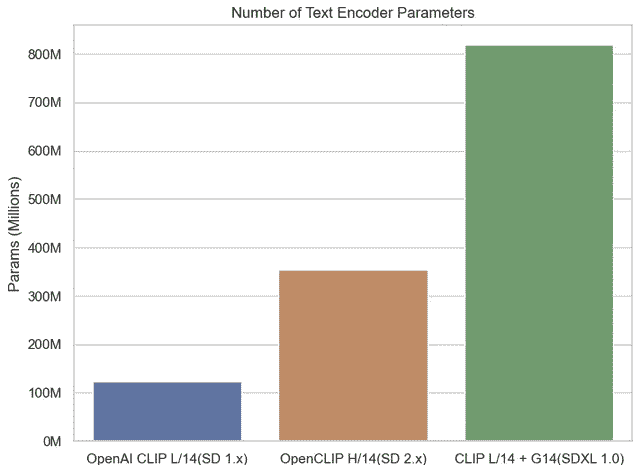 Number of Text Encoder Parameters
Params (Millions)
800M
700M
600M
500M
400M
300M
200M
100M
0M
OpenAI CLIP L/14(SD 1.x)
OpenCLIP H/14(SD 2.x)
CLIP L/14 + G14(SDXL 1.0)